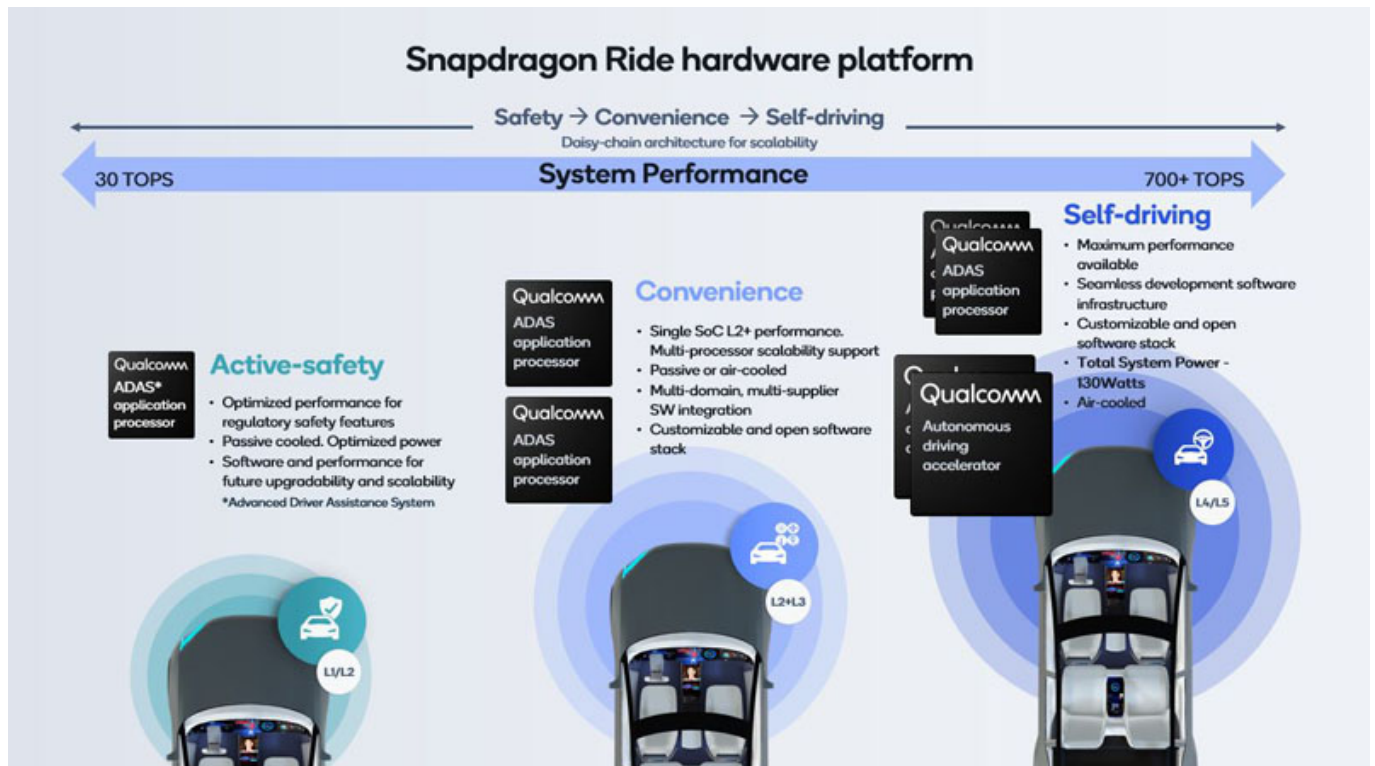 Snapdragon Ride hardware platform
Safety → Convenience → Self-driving
Daisy-chain architecture for scalability
System Performance
30 TOPS
700+ TOPS
Qualcomm
ADAS*
application
processor
Active-safety
• Optimized performance for
regulatory safety features
• Passive cooled. Optimized power
• Software and performance for
future upgradability and scalability
*Advanced Driver Assistance System
L1/L2
Qualcomm
ADAS
application
processor
Qualcomm
ADAS
application
processor
Convenience
• Single SoC L2+ performance.
Multi-processor scalability support
• Passive or air-cooled
• Multi-domain, multi-supplier
SW integration
• Customizable and open software
stack
L2+L3
Qualcomm
Qualcomm
ADAS
application
processor
Qualcomm
Autonomous
driving
accelerator
Self-driving
• Maximum performance
available
• Seamless development software
infrastructure
• Customizable and open
software stack
• Total System Power -
130Watts
• Air-cooled
L4/L5